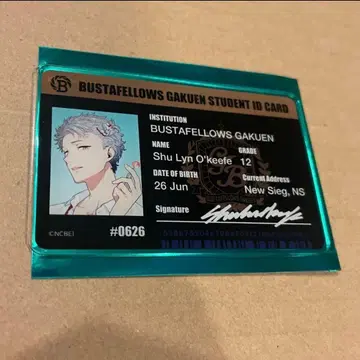 B
BUSTAFELLOWS GAKUEN STUDENT ID CARD
INSTITUTION
BUSTAFELLOWS GAKUEN
NAME GRADE
Shu Lyn O'keefe 12
DATE OF BIRTH Current Address
26 Jun New Sieg, NS
Signature
©NCREI #0626